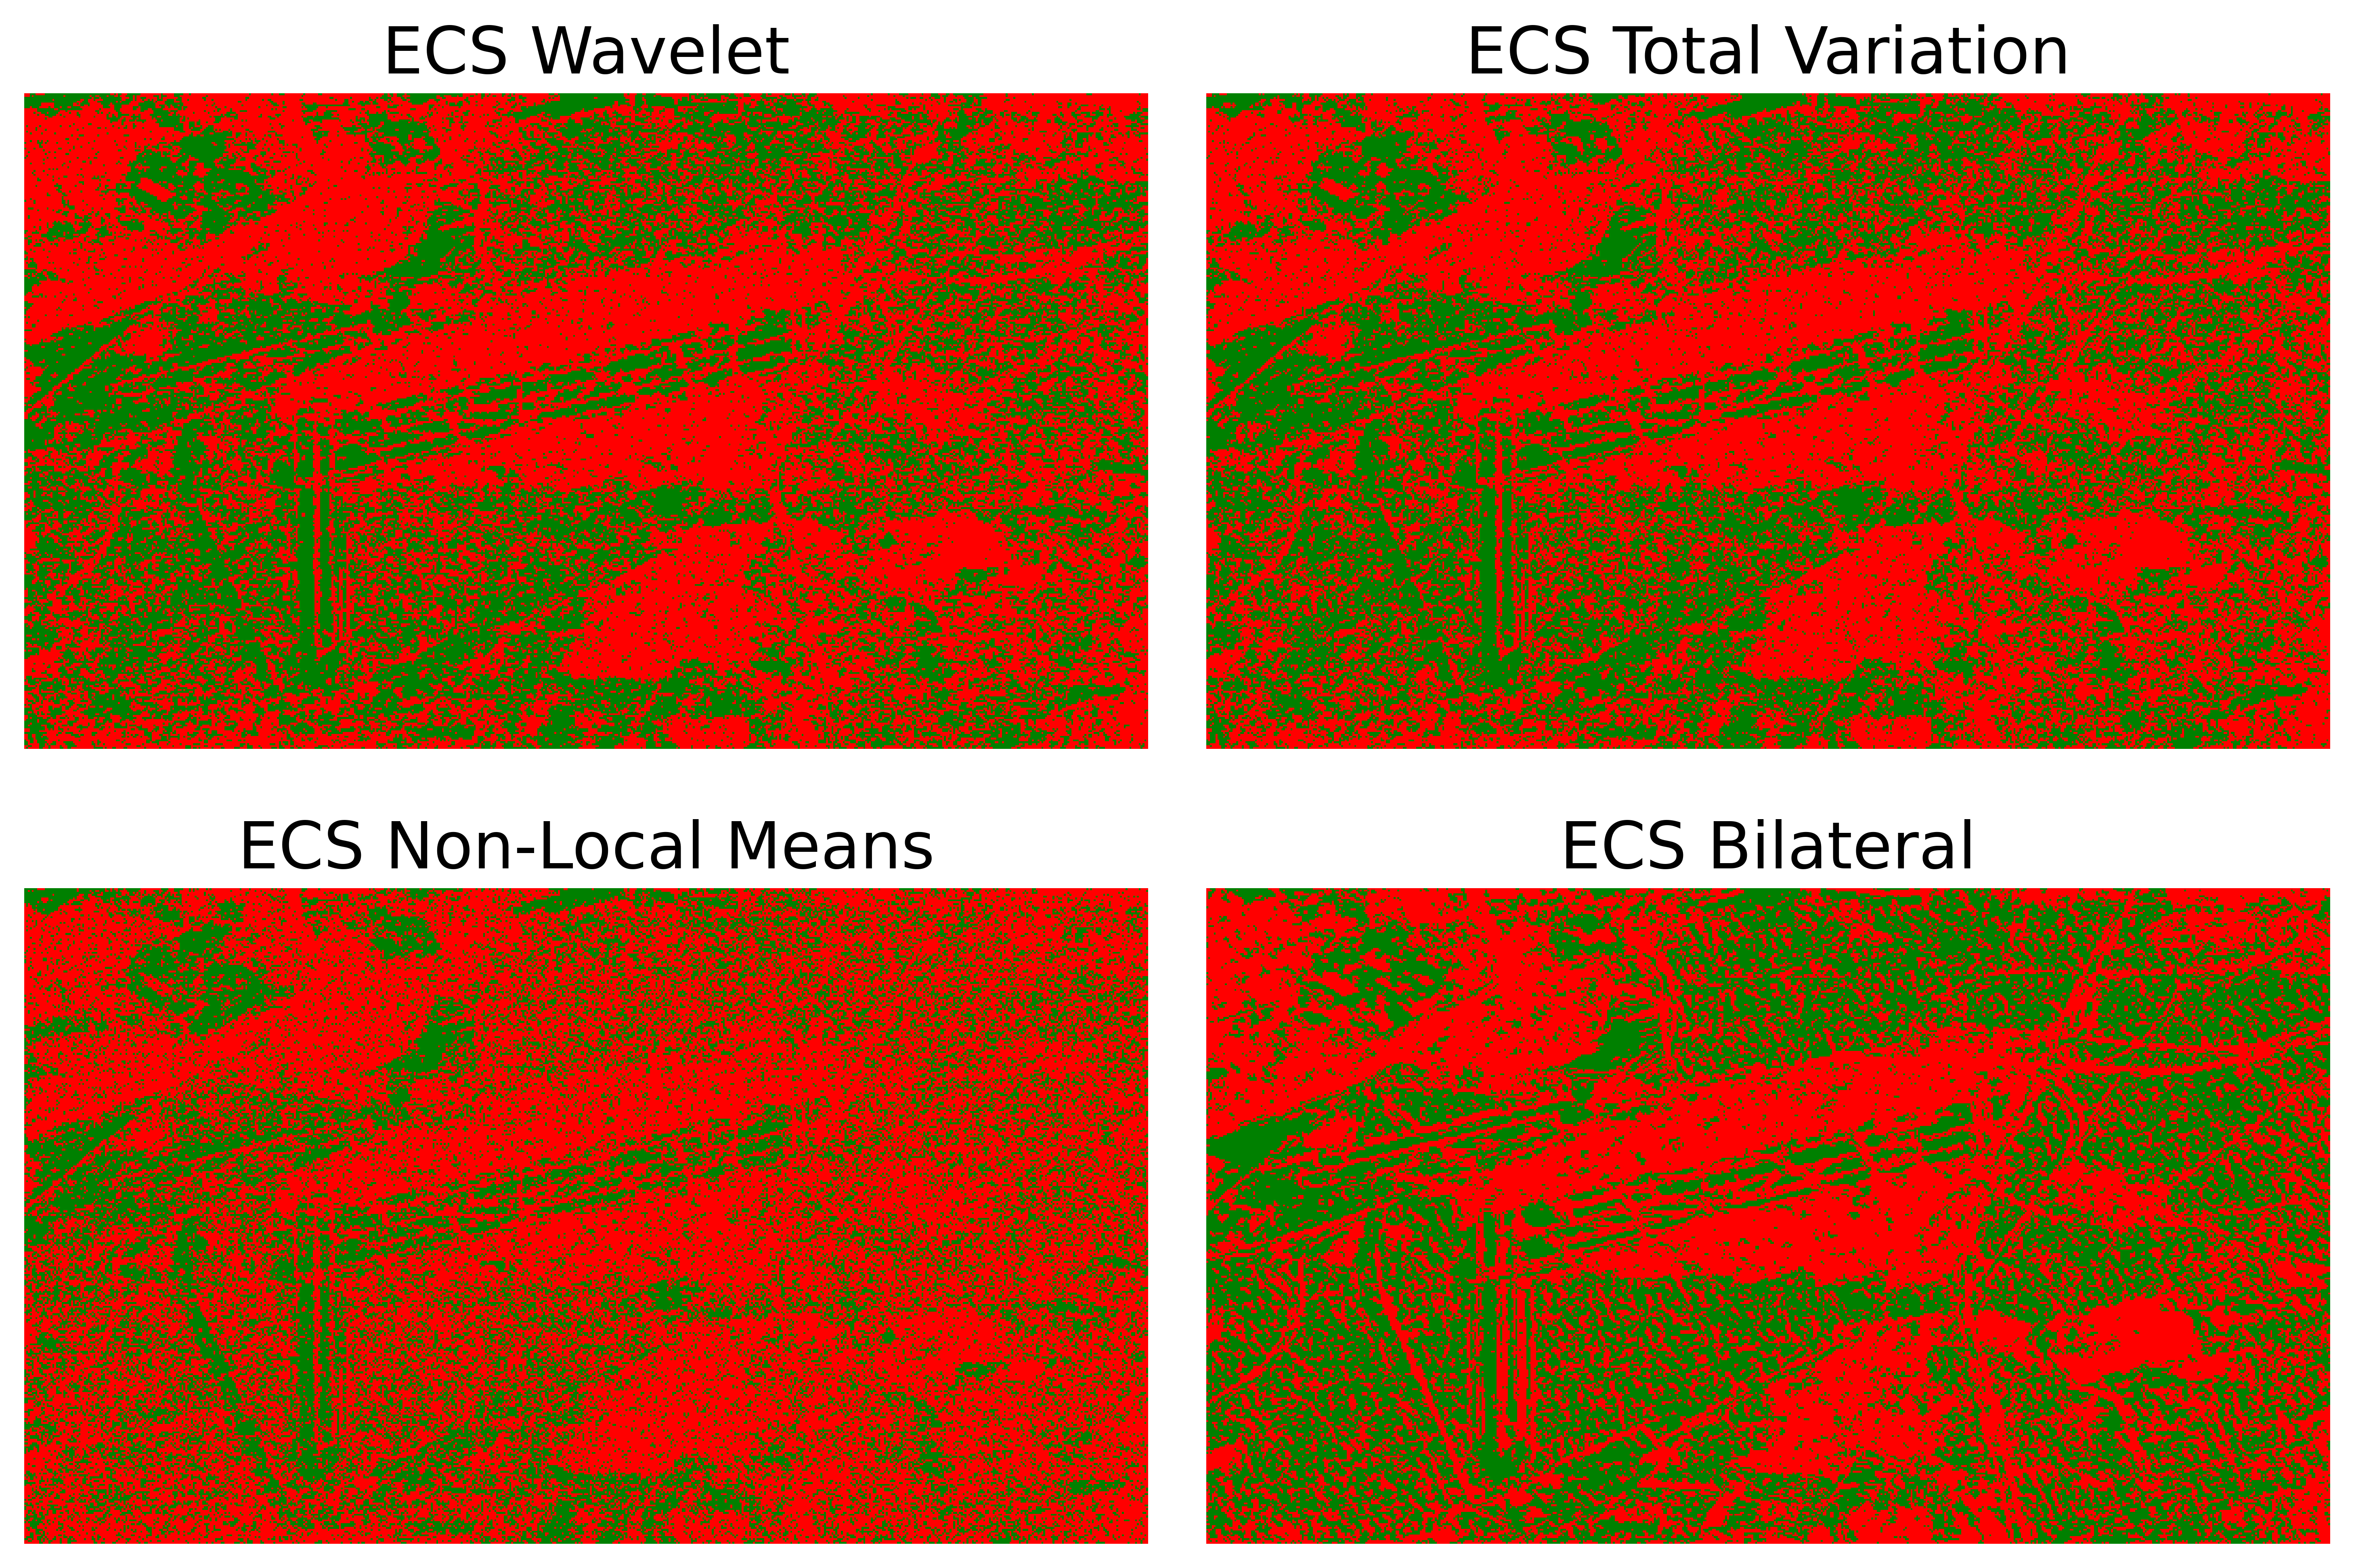 ECS Wavelet
ECS Total Variation
ECS Non-Local Means
ECS Bilateral